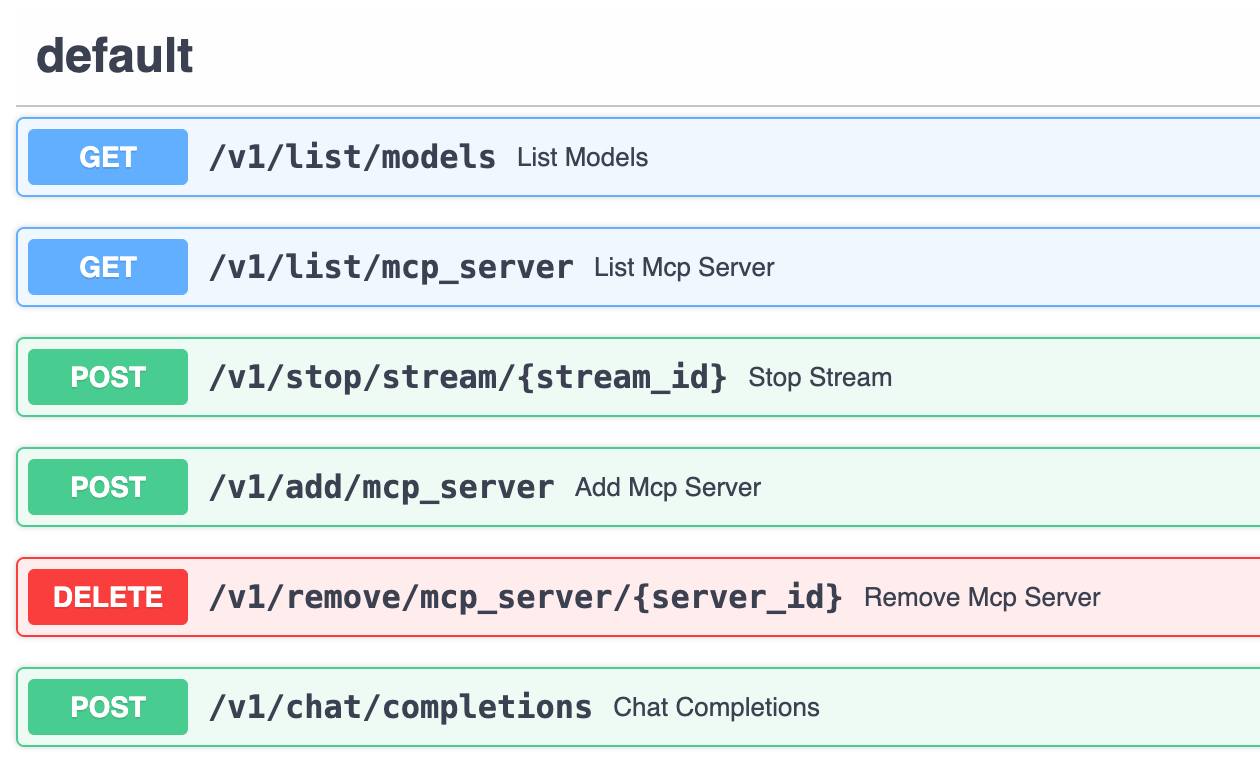 default
GET /v1/list/models List Models
GET /v1/list/mcp_server List Mcp Server
POST /v1/stop/stream/{stream_id} Stop Stream
POST /v1/add/mcp_server Add Mcp Server
DELETE /v1/remove/mcp_server/{server_id} Remove Mcp Server
POST /v1/chat/completions Chat Completions